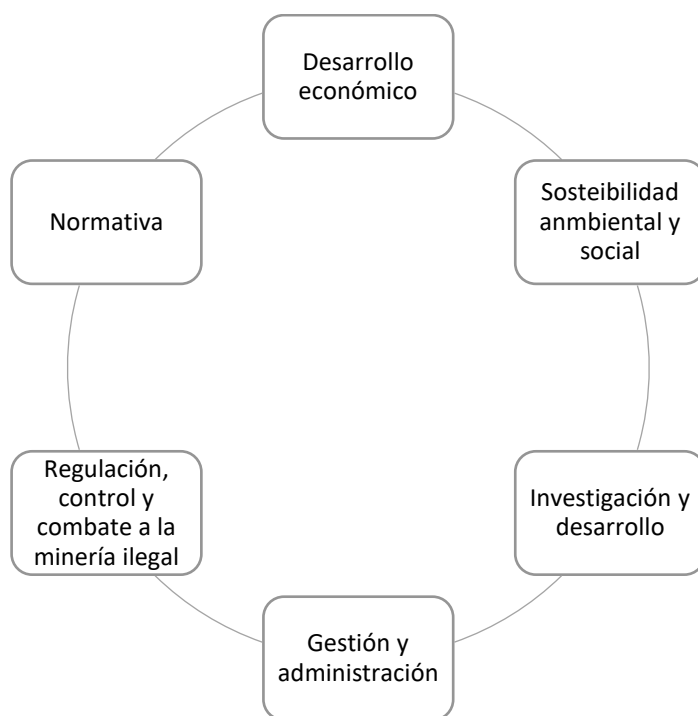 Desarrollo
económico
Sosteibilidad
anmbiental y
social
Investigación y
desarrollo
Gestión y
administración
Regulación,
control y
combate a la
minería ilegal
Normativa